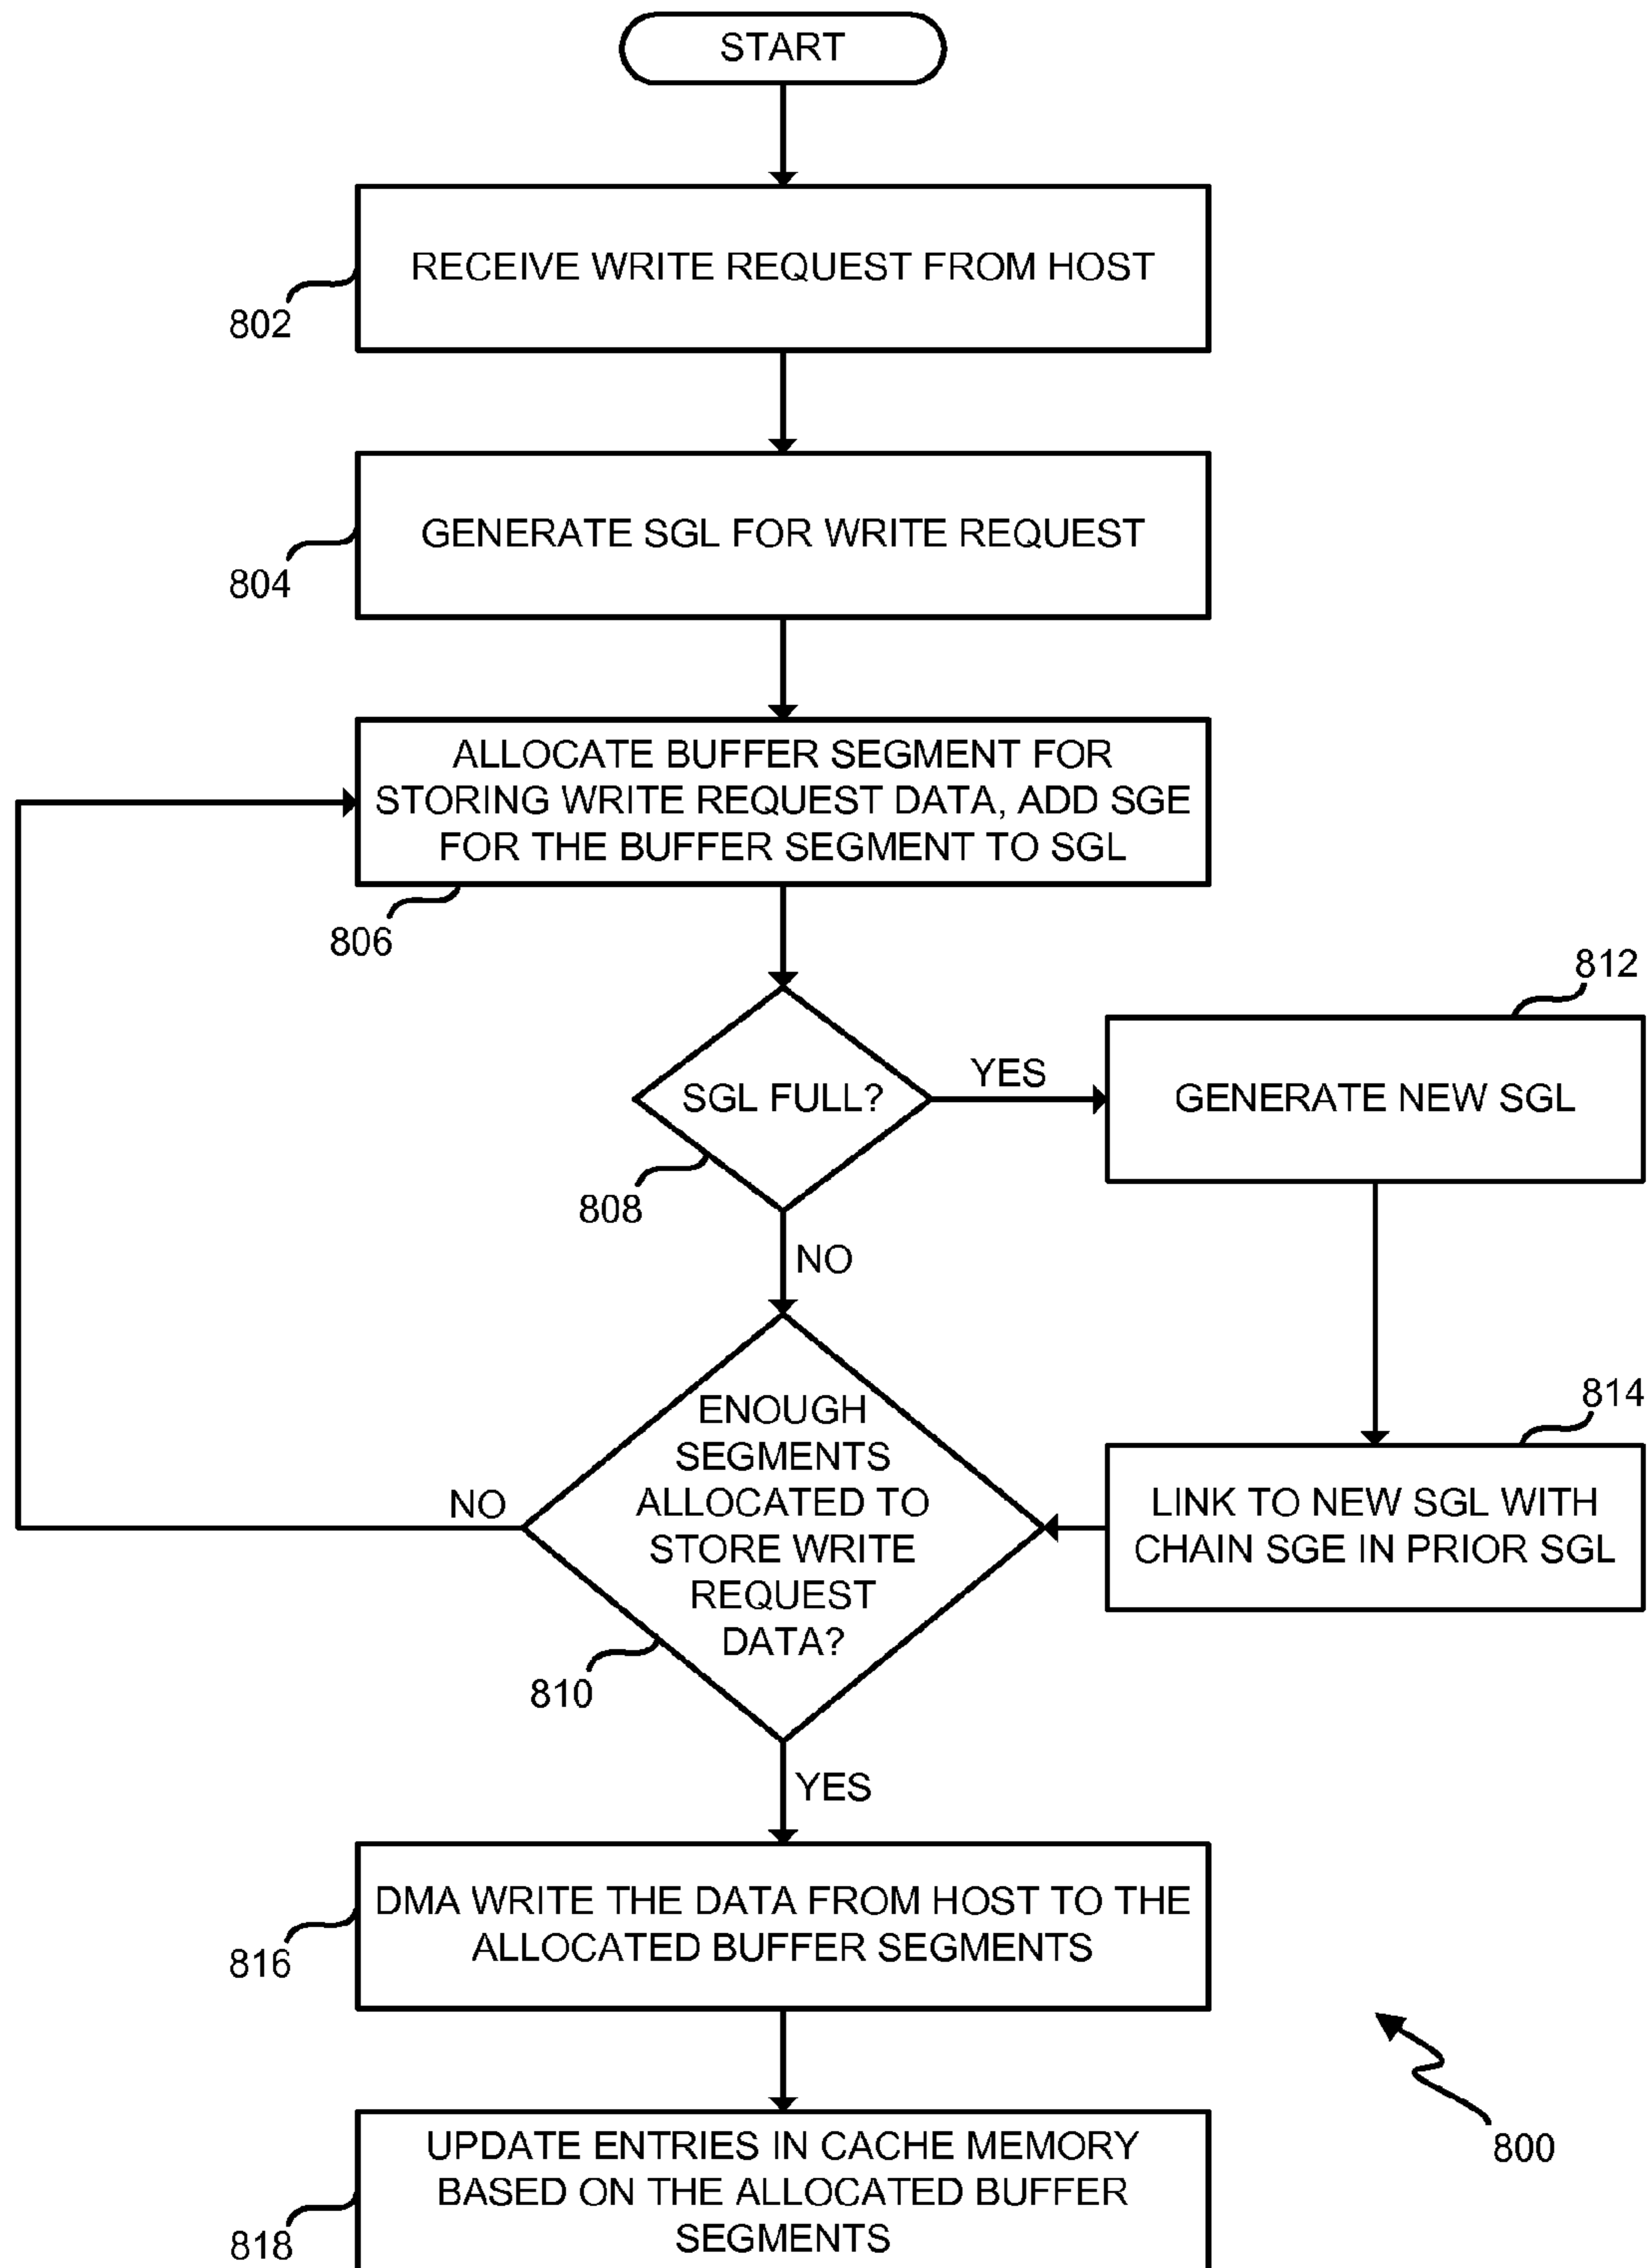 START
RECEIVE WRITE REQUEST FROM HOST
802
GENERATE SGL FOR WRITE REQUEST
804
ALLOCATE BUFFER SEGMENT FOR
STORING WRITE REQUEST DATA, ADD SGE
FOR THE BUFFER SEGMENT TO SGL
806
812
SGL FULL?
YES
GENERATE NEW SGL
808
NO
814
ENOUGH
SEGMENTS
ALLOCATED TO
STORE WRITE
REQUEST
DATA?
NO
LINK TO NEW SGL WITH
CHAIN SGE IN PRIOR SGL
810
YES
DMA WRITE THE DATA FROM HOST TO THE
ALLOCATED BUFFER SEGMENTS
816
UPDATE ENTRIES IN CACHE MEMORY
BASED ON THE ALLOCATED BUFFER
SEGMENTS
818
800